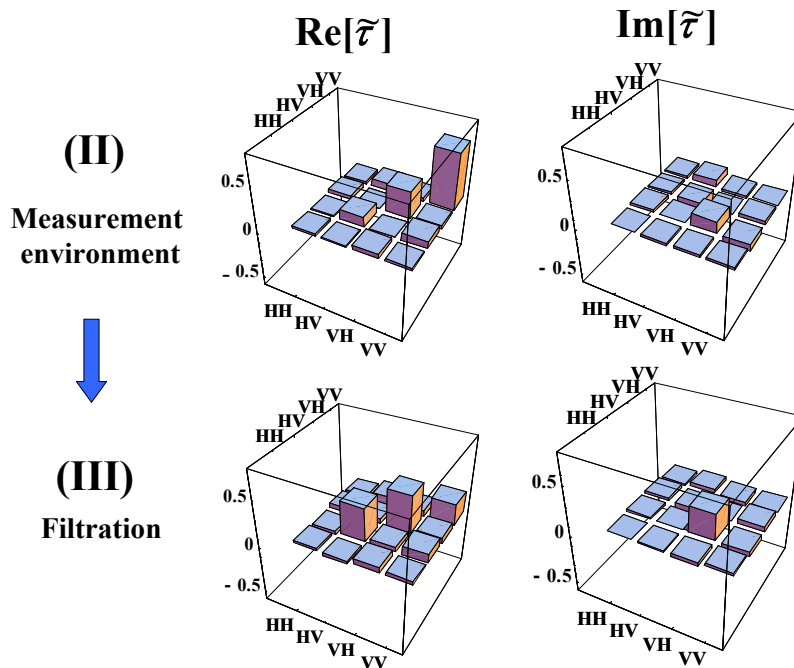 Re[τ̃]
Im[τ̃]
(II)
Measurement
environment
HH HV VH VV
0.5
0
- 0.5
HH HV VH VV
HH HV VH VV
0.5
0
- 0.5
HH HV VH VV
(III)
Filtration
HH HV VH VV
0.5
0
- 0.5
HH HV VH VV
HH HV VH VV
0.5
0
- 0.5
HH HV VH VV